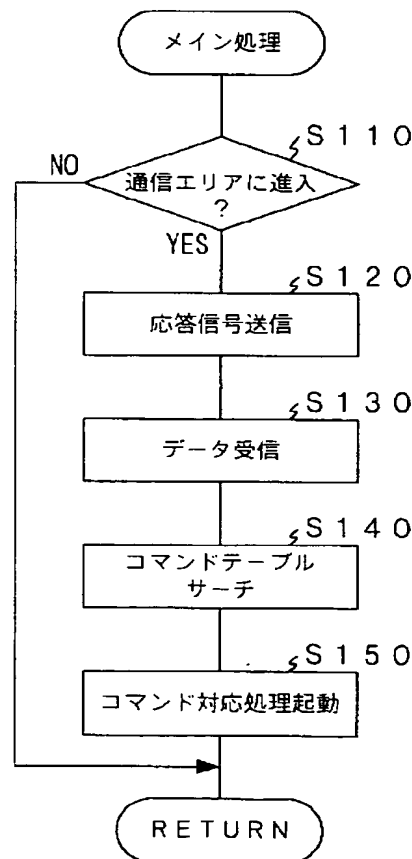 メイン処理
S110
通信エリアに進入
?
NO
YES
S120
応答信号送信
S130
データ受信
S140
コマンドテーブル
サーチ
S150
コマンド対応処理起動
RETURN